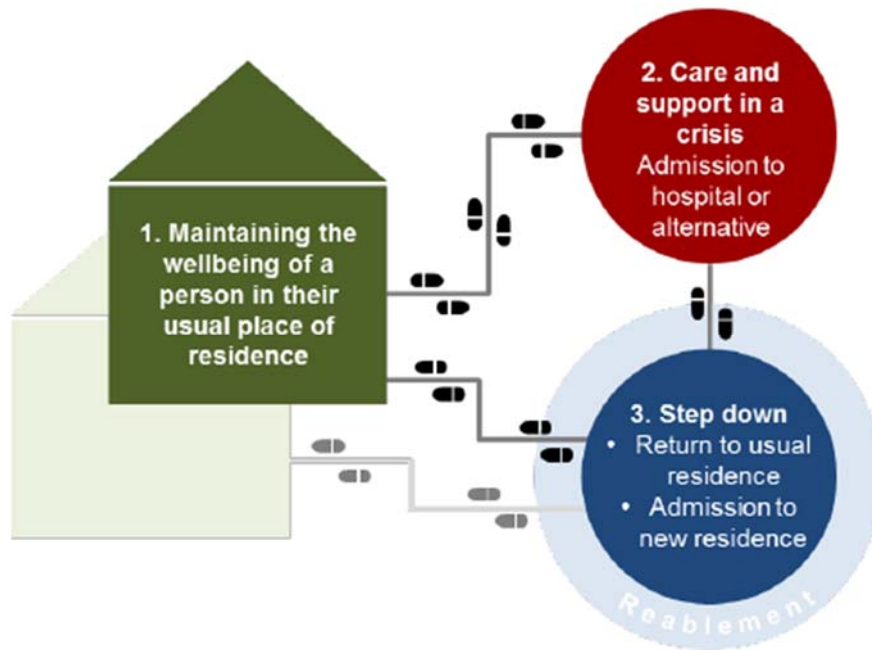 1. Maintaining the
wellbeing of a
person in their
usual place of
residence
2. Care and
support in a
crisis
Admission to
hospital or
alternative
3. Step down
• Return to usual
residence
• Admission to
new residence
Reablement